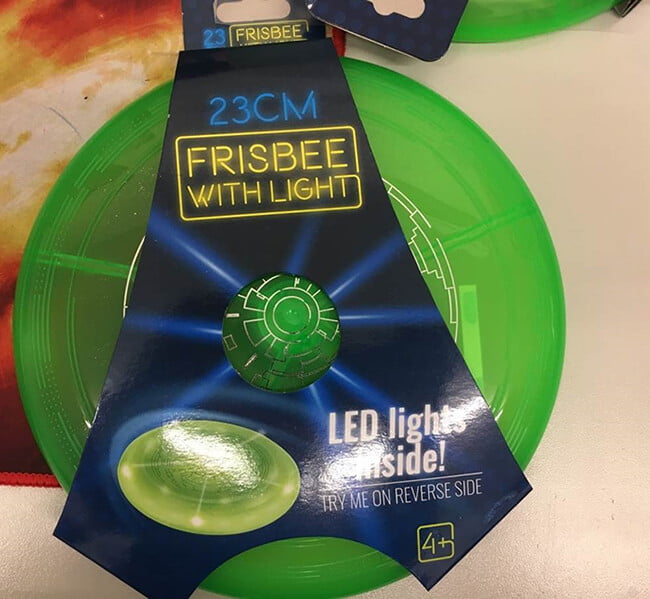 23 FRISBEE
23CM
FRISBEE
WITH LIGHT
LED lights
inside!
TRY ME ON REVERSE SIDE
4+